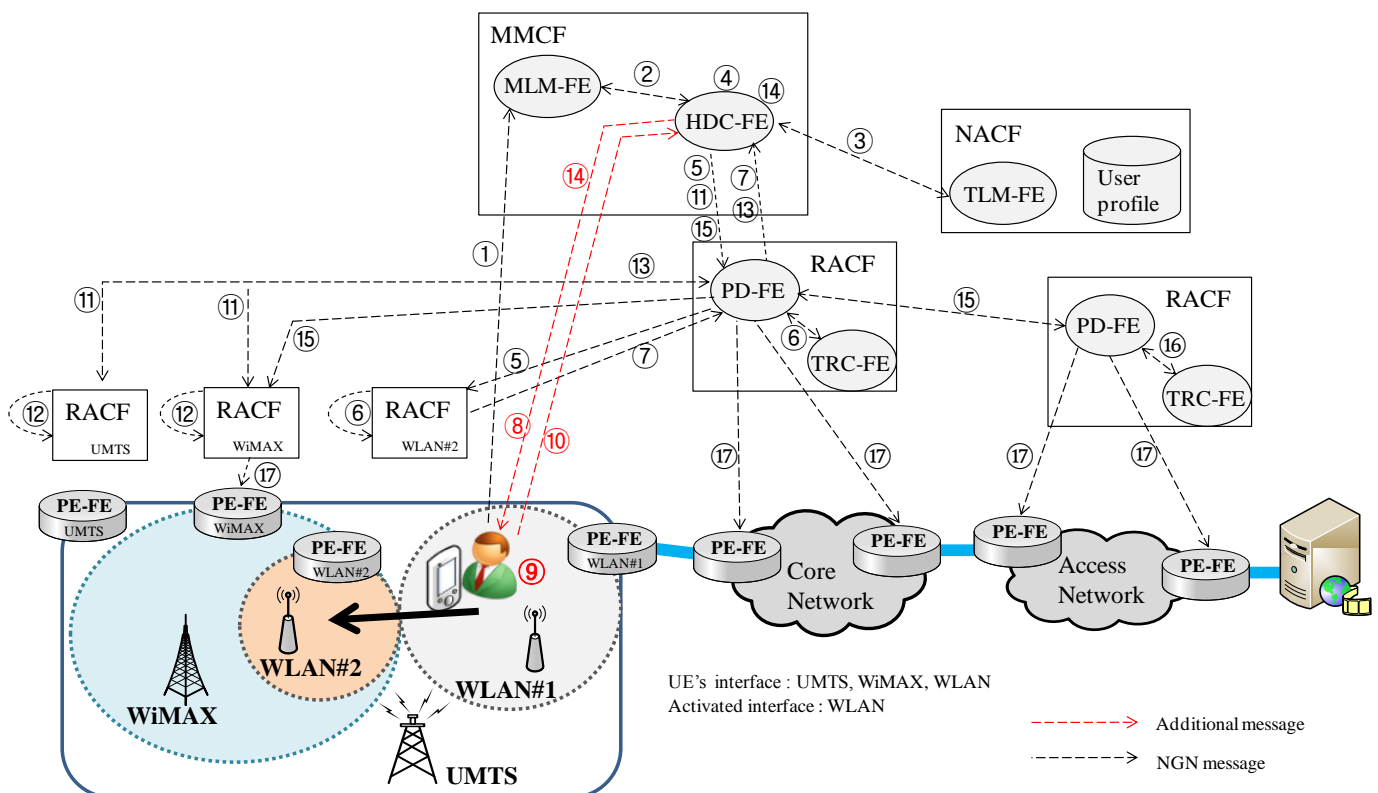 MMCF
MLM-FE
②
④
⑭
HDC-FE
③
NACF
TLM-FE
User
profile
⑭
⑤
⑦
⑪
⑬
⑮
①
⑬
RACF
PD-FE
⑥
TRC-FE
⑮
RACF
PD-FE
⑯
TRC-FE
⑪
⑪
⑮
⑤
⑦
⑫
RACF
UMTS
⑫
RACF
WiMAX
⑥
RACF
WLAN#2
⑧
⑩
⑰
⑰
⑰
⑰
⑰
PE-FE
UMTS
PE-FE
WiMAX
PE-FE
WLAN#2
PE-FE
WLAN#1
PE-FE
PE-FE
PE-FE
PE-FE
⑨
Core
Network
Access
Network
WLAN#2
WLAN#1
WiMAX
UMTS
UE's interface : UMTS, WiMAX, WLAN
Activated interface : WLAN
Additional message
NGN message